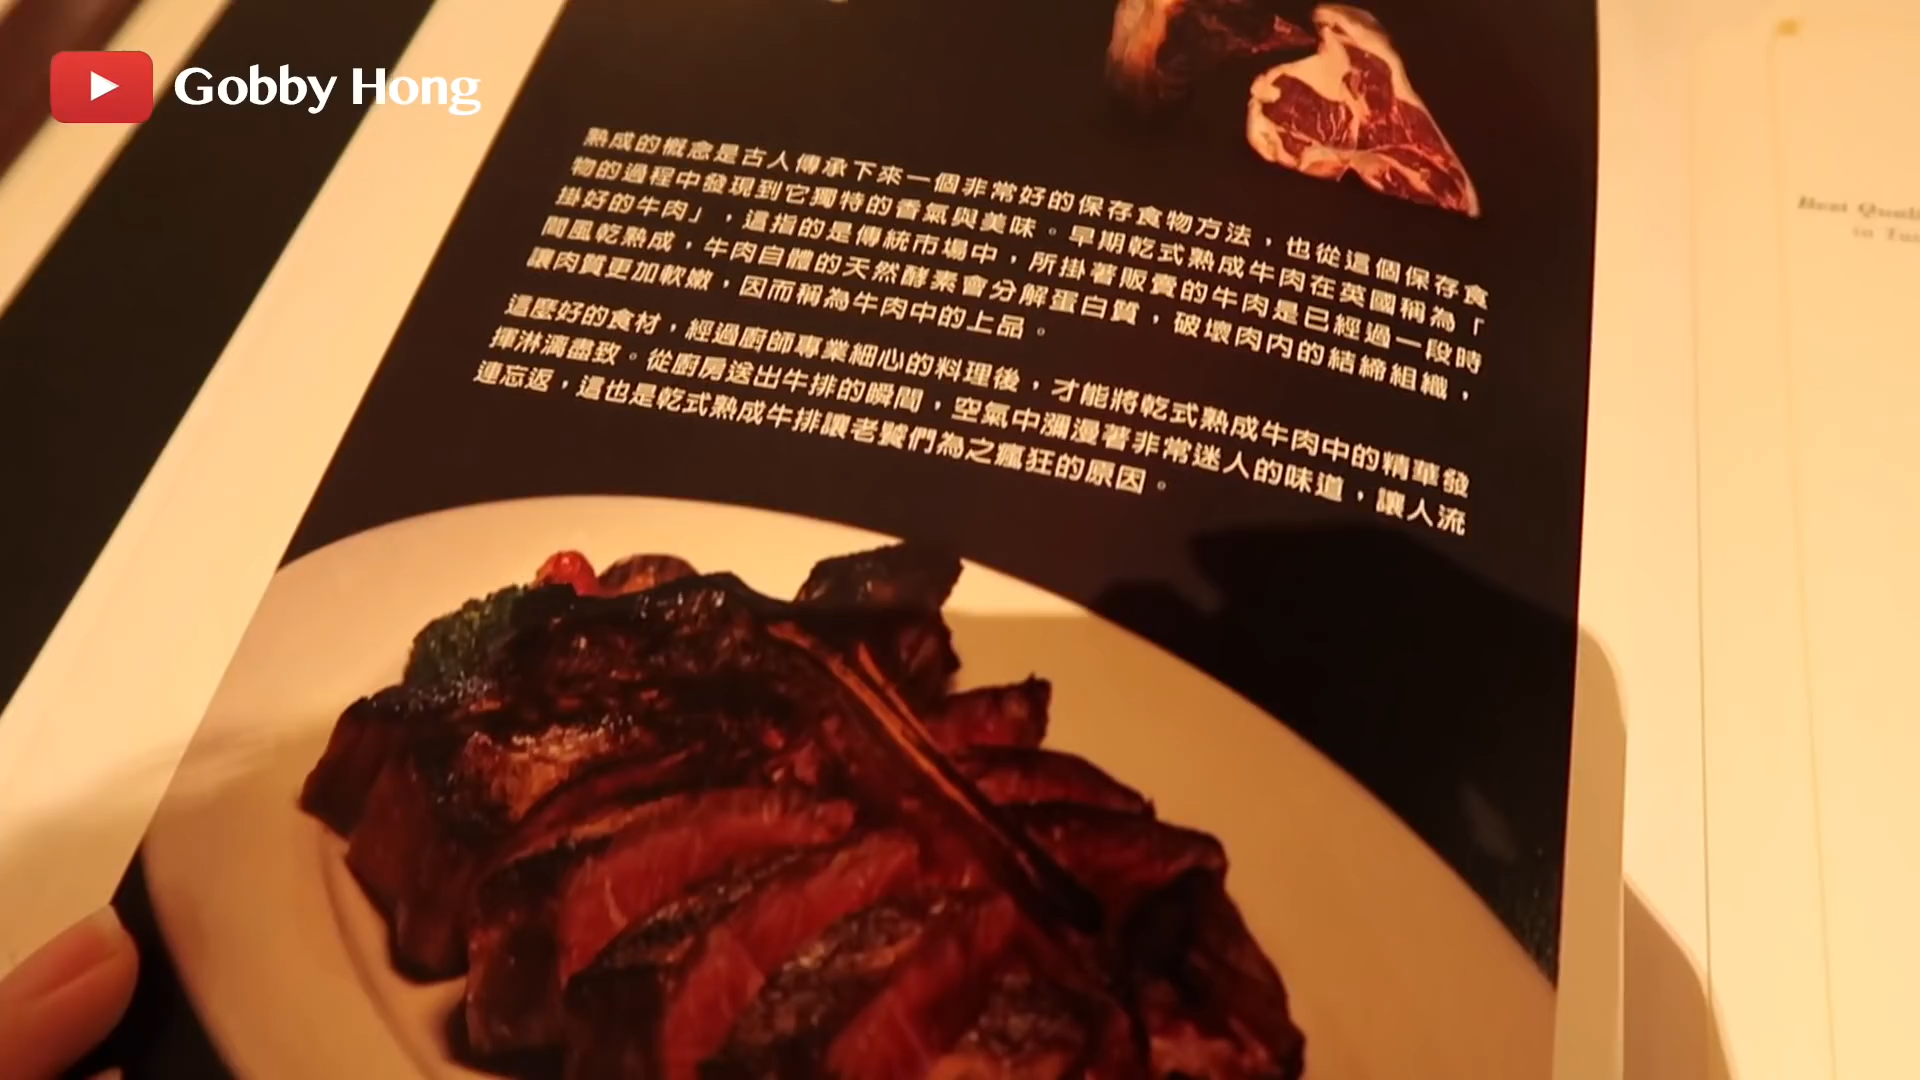 Gobby Hong
熟成的概念是古人傳承下來一個非常好的保存食物方法，也從這個保存食
物的過程中發現到它獨特的香氣與美味。早期乾式熟成牛肉在英國稱為「
掛好的牛肉」，這指的是傳統市場中，所掛著販賣的牛肉是已經過一段時
間風乾熟成，牛肉自體的天然酵素會分解蛋白質，破壞肉內的結締組織，
讓肉質更加軟嫩，因而稱為牛肉中的上品。
這麼好的食材，經過廚師專業細心的料理後，才能將乾式熟成牛肉中的精華發
揮淋漓盡致。從廚房送出牛排的瞬間，空氣中瀰漫著非常迷人的味道，讓人流
連忘返，這也是乾式熟成牛排讓老饕們為之瘋狂的原因。
Best